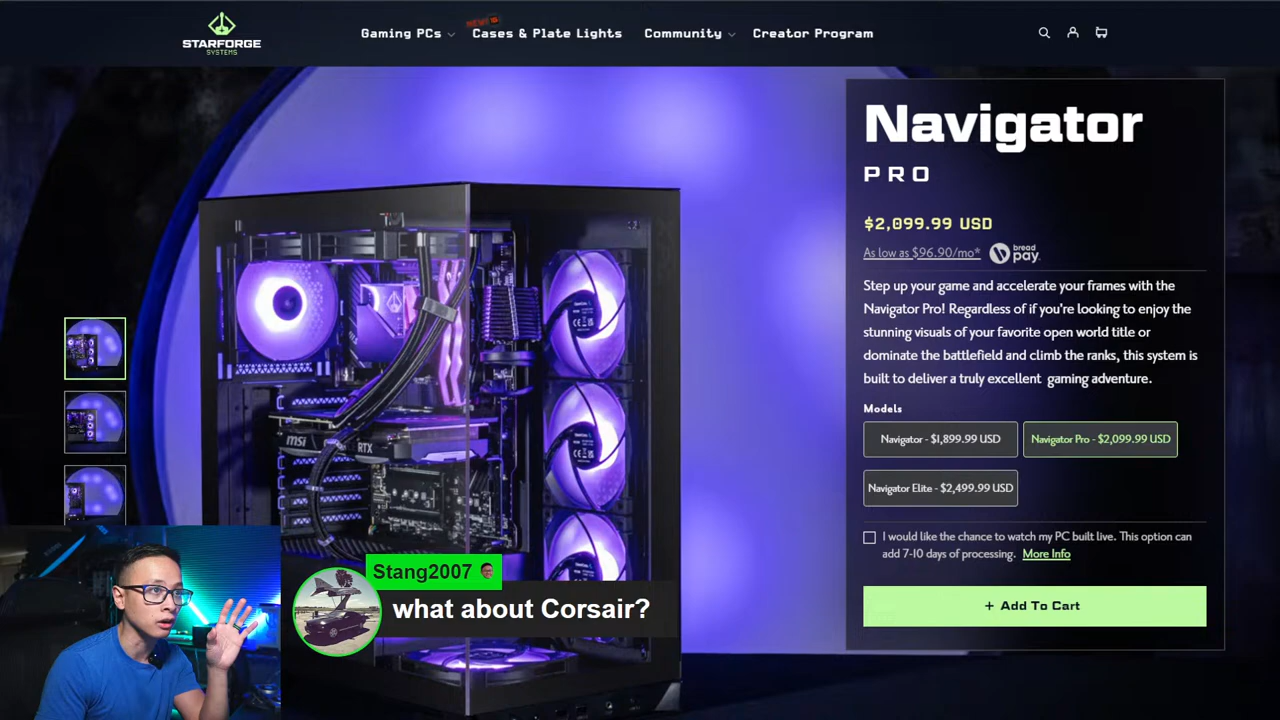 STARFORGE
SYSTEMS
Gaming PCs
NEW!
Cases & Plate Lights
Community
Creator Program
Navigator
PRO
$2,099.99 USD
As low as $96.90/mo*
bread
pay
Step up your game and accelerate your frames with the
Navigator Pro! Regardless of if you're looking to enjoy the
stunning visuals of your favorite open world title or
dominate the battlefield and climb the ranks, this system is
built to deliver a truly excellent gaming adventure.
Models
Navigator - $1,899.99 USD
Navigator Pro - $2,099.99 USD
Navigator Elite - $2,499.99 USD
I would like the chance to watch my PC built live. This option can
add 7-10 days of processing. More Info
+ Add To Cart
msi
RTX
Stang2007
what about Corsair?